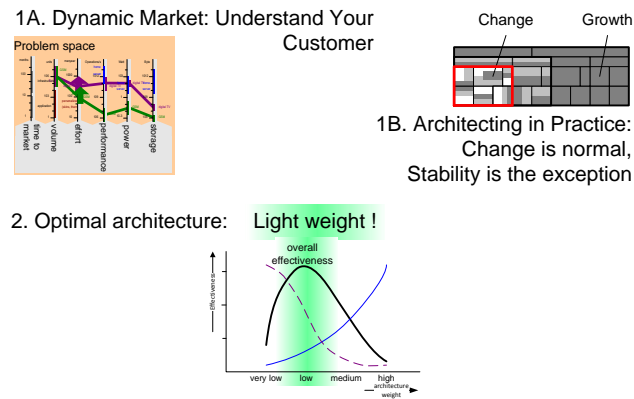 1A. Dynamic Market: Understand Your
Customer
Problem space
time to
market
volume
effort
performance
power
storage
Change
Growth
1B. Architecting in Practice:
Change is normal,
Stability is the exception
2. Optimal architecture:
Light weight !
overall
effectiveness
Effectiveness
very low
low
medium
high
architecture
weight